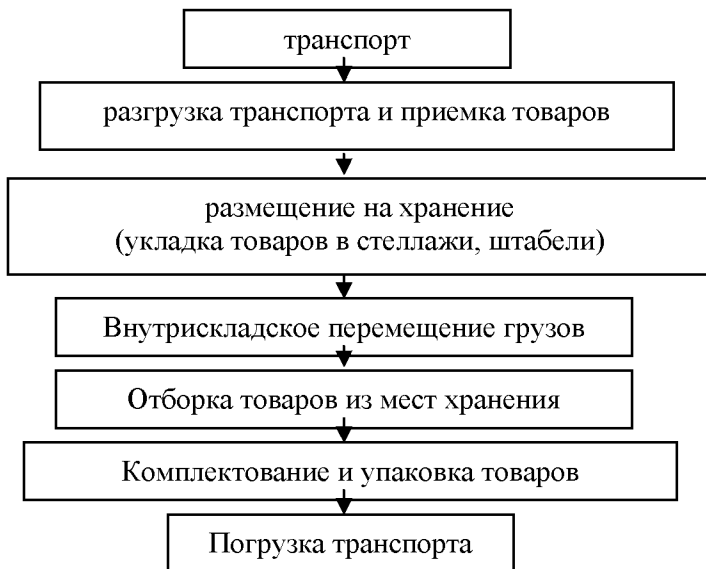 транспорт
разгрузка транспорта и приемка товаров
размещение на хранение
(укладка товаров в стеллажи, штабели)
Внутрискладское перемещение грузов
Отборка товаров из мест хранения
Комплектование и упаковка товаров
Погрузка транспорта